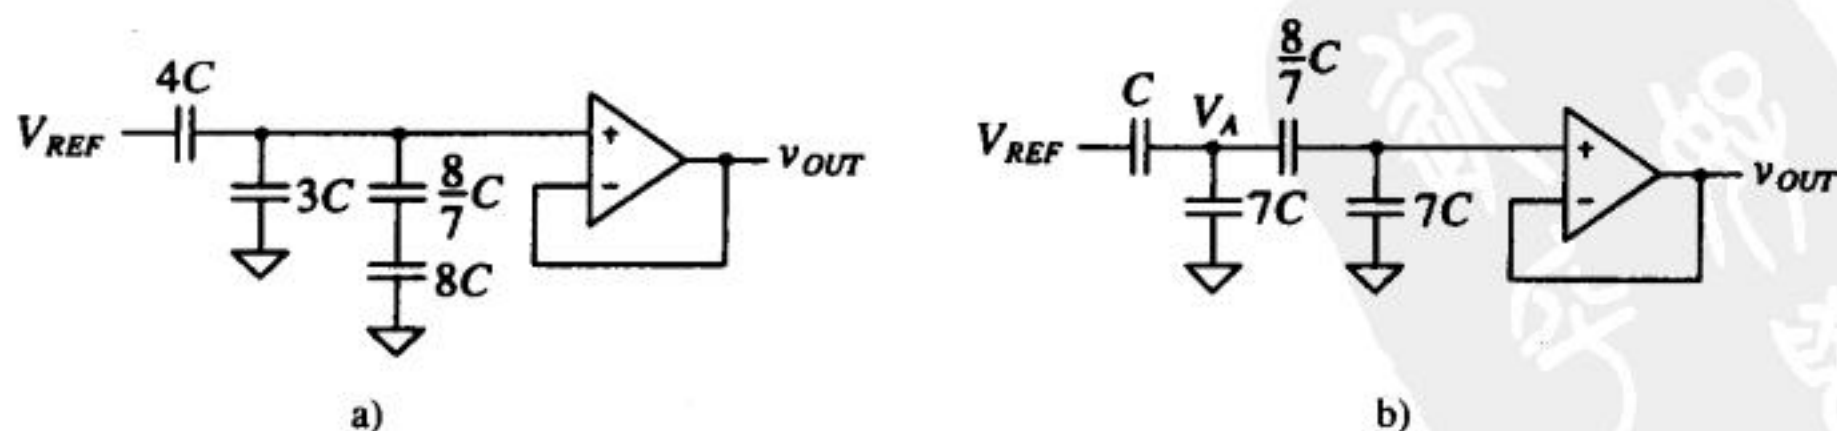 4C
V_REF
3C
8/7 C
8C
+
-
v_OUT
a)
C
V_REF
V_A
8/7 C
7C
7C
+
-
v_OUT
b)